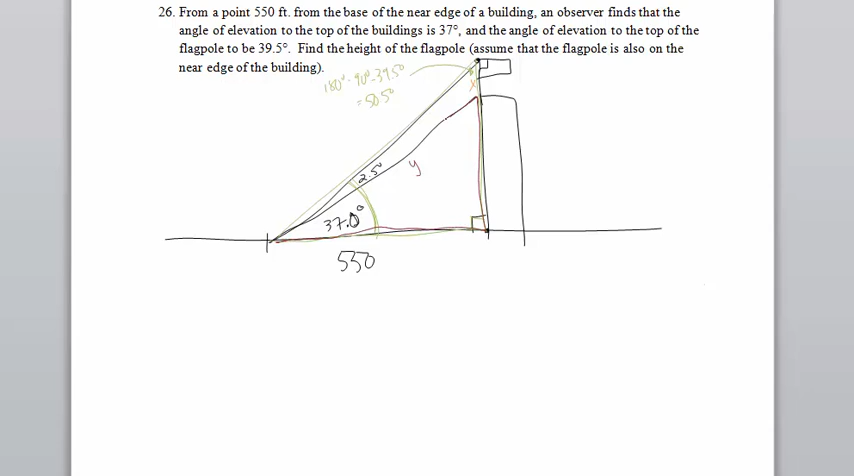 26. From a point 550 ft. from the base of the near edge of a building, an observer finds that the
angle of elevation to the top of the buildings is 37°, and the angle of elevation to the top of the
flagpole to be 39.5°. Find the height of the flagpole (assume that the flagpole is also on the
near edge of the building).
180°-90°-39.5°
= 50.5°
x
2.5°
y
37.0°
550